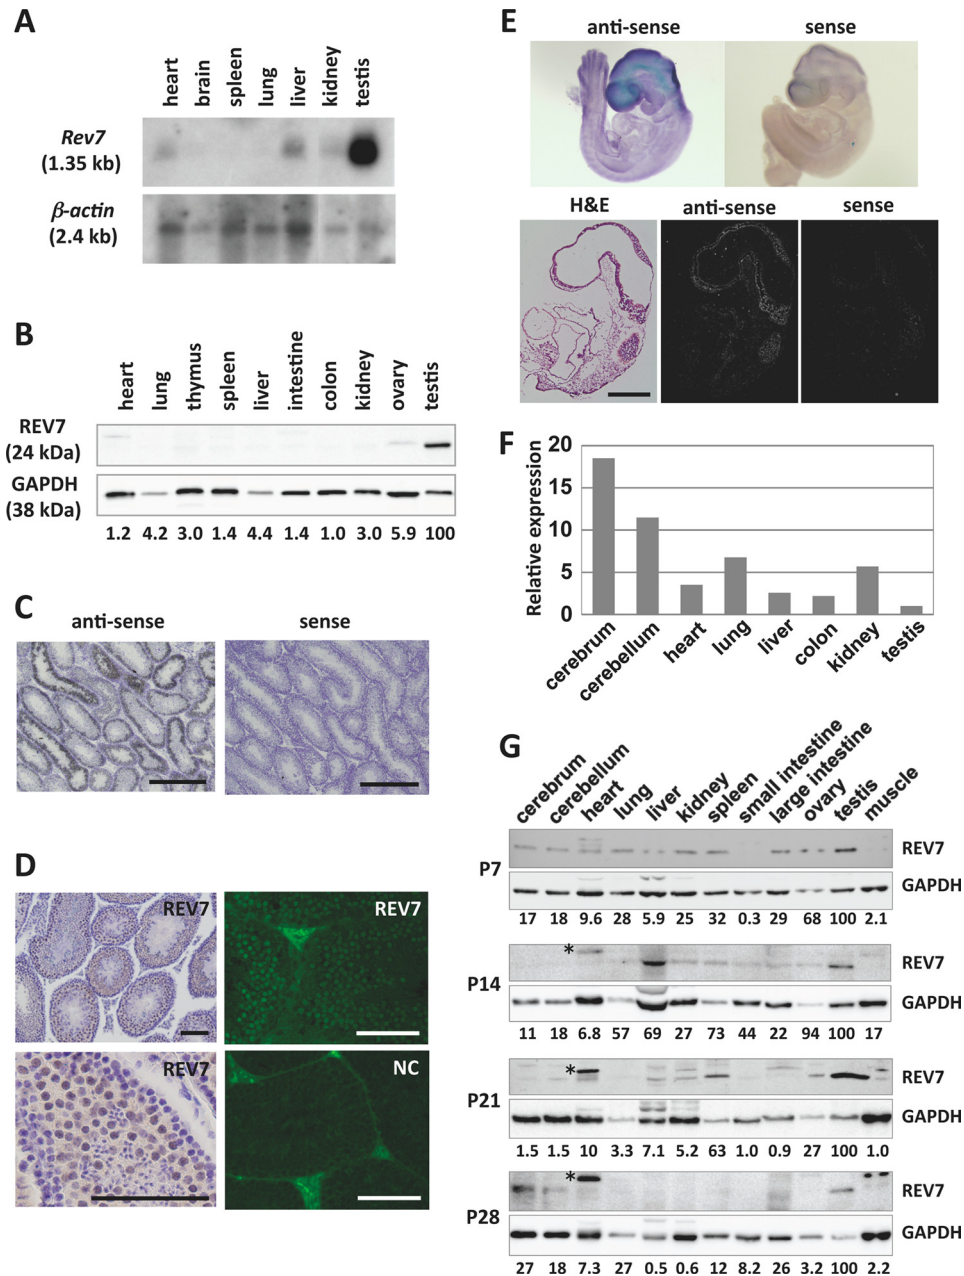 A
heart
brain
spleen
lung
liver
kidney
testis
Rev7
(1.35 kb)
β-actin
(2.4 kb)
B
heart
lung
thymus
spleen
liver
intestine
colon
kidney
ovary
testis
REV7
(24 kDa)
GAPDH
(38 kDa)
1.2 4.2 3.0 1.4 4.4 1.4 1.0 3.0 5.9 100
C
anti-sense sense
D
REV7 REV7
REV7 NC
E
anti-sense sense
H&E anti-sense sense
F
Relative expression
20
15
10
5
0
cerebrum
cerebellum
heart
lung
liver
colon
kidney
testis
G
cerebrum
cerebellum
heart
lung
liver
kidney
spleen
small intestine
large intestine
ovary
testis
muscle
P7
REV7
GAPDH
17 18 9.6 28 5.9 25 32 0.3 29 68 100 2.1
P14
*
REV7
GAPDH
11 18 6.8 57 69 27 73 44 22 94 100 17
P21
*
REV7
GAPDH
1.5 1.5 10 3.3 7.1 5.2 63 1.0 0.9 27 100 1.0
P28
*
REV7
GAPDH
27 18 7.3 27 0.5 0.6 12 8.2 26 3.2 100 2.2